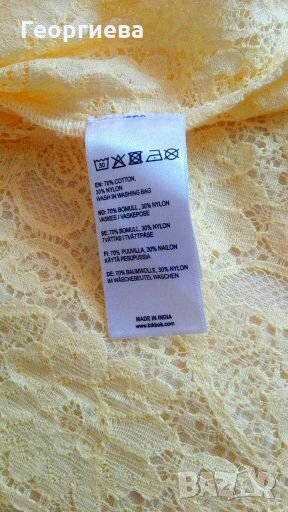 Георгиева
30
EN: 70% COTTON,
30% NYLON
WASH IN WASHING BAG
NO: 70% BOMULL, 30% NYLON
VASKES I VASKEPOSE
SE: 70% BOMULL, 30% NYLON
TVÄTTAS I TVÄTTPÅSE
FI: 70% PUUVILLA, 30% NAILON
KÄYTÄ PESUPUSSIA
DE: 70% BAUMWOLLE, 30% NYLON
IM WÄSCHEBEUTEL WASCHEN
MADE IN INDIA
www.bikbok.com
BAZAR